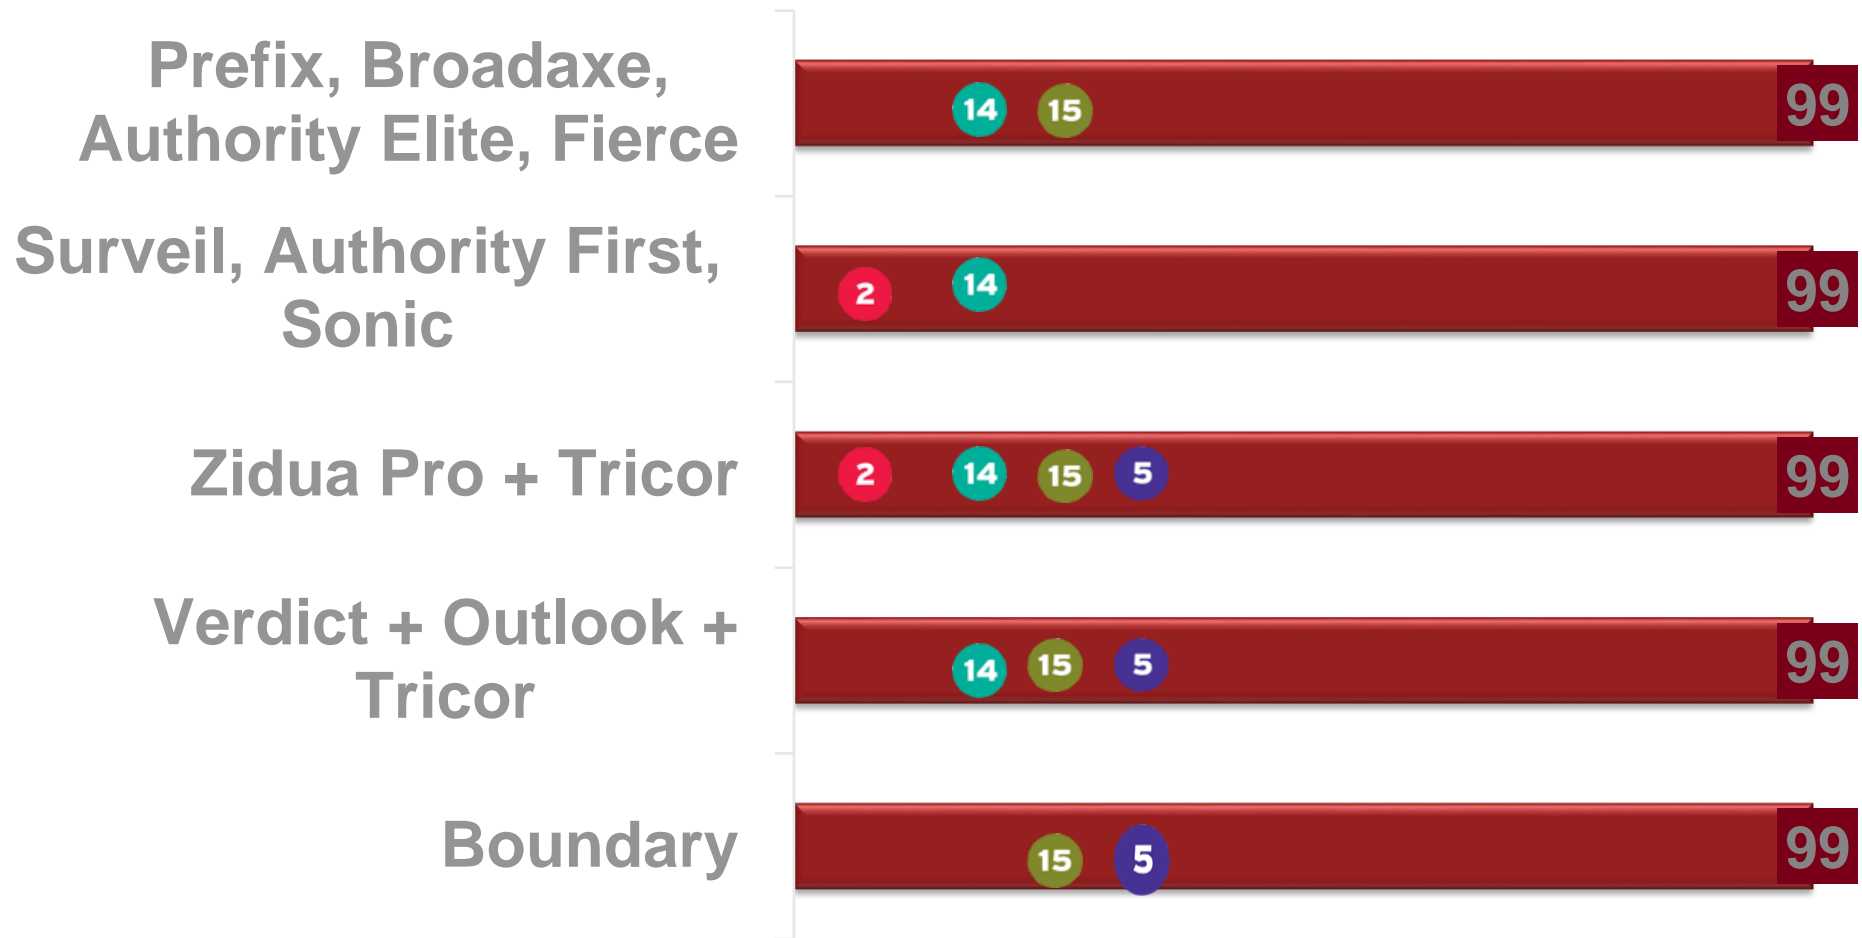 Prefix, Broadaxe,
Authority Elite, Fierce
14 15
99
Surveil, Authority First,
Sonic
2 14
99
Zidua Pro + Tricor
2 14 15 5
99
Verdict + Outlook +
Tricor
14 15 5
99
Boundary
15 5
99